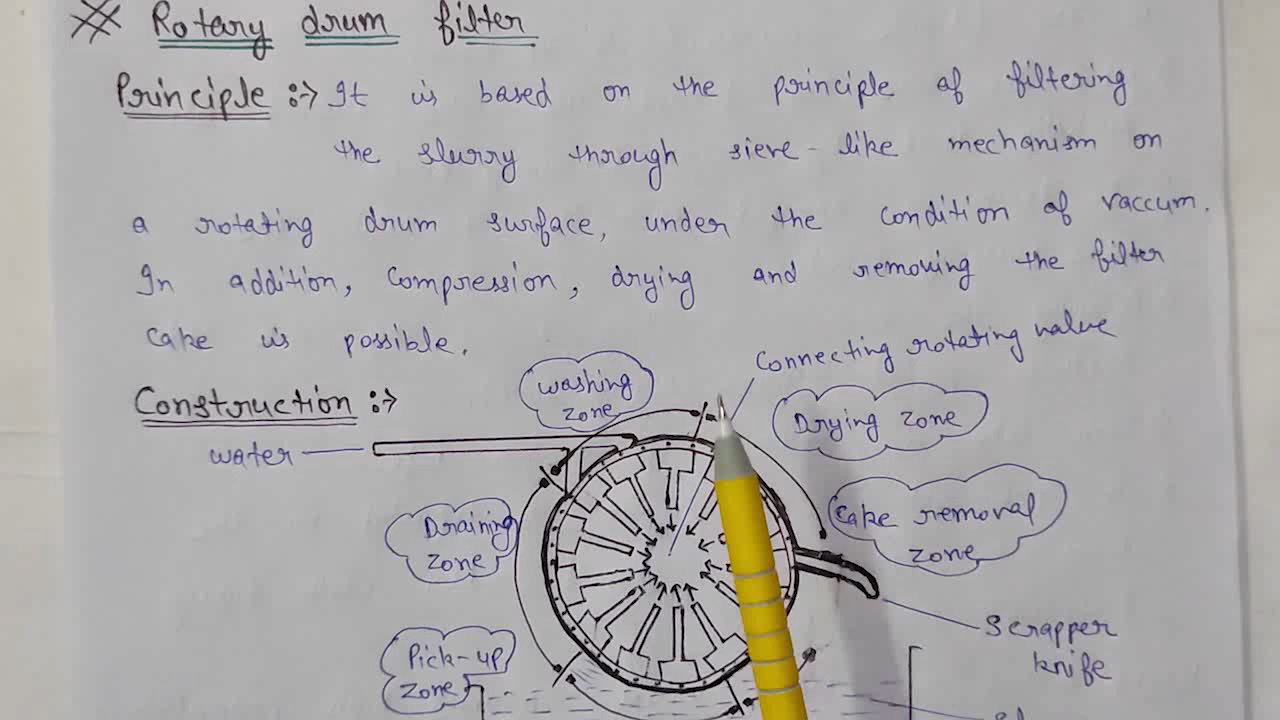 Rotary drum filter
Principle :-> It is based on the principle of filtering
the slurry through sieve-like mechanism on
a rotating drum surface, under the condition of vaccum.
In addition, compression, drying and removing the filter
cake is possible.
Connecting rotating valve
Construction :->
washing
zone
Drying zone
water
Cake removal
zone
Draining
zone
Scrapper
knife
Pick-up
zone